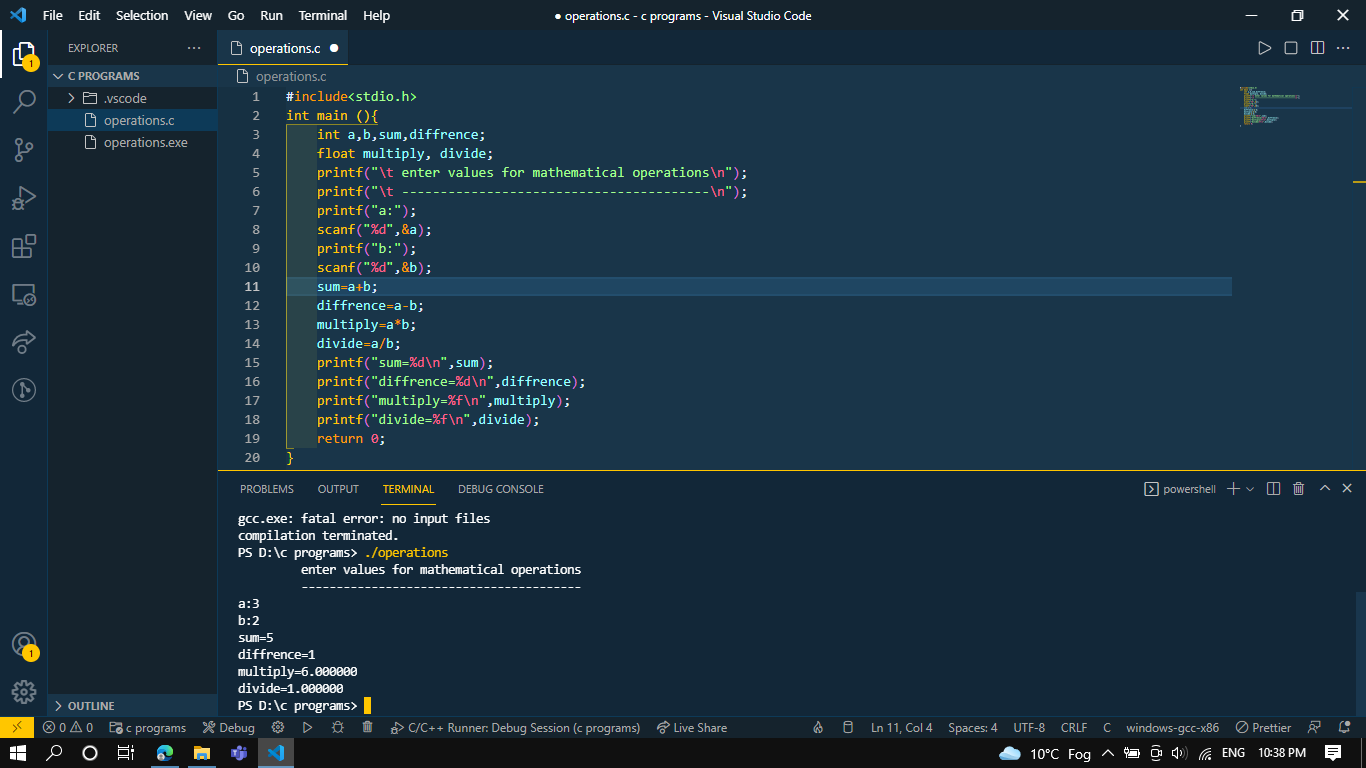 File Edit Selection View Go Run Terminal Help
● operations.c - c programs - Visual Studio Code
EXPLORER
C PROGRAMS
.vscode
operations.c
operations.exe
OUTLINE
1
1
operations.c
operations.c
1 #include<stdio.h>
2 int main (){
3 int a,b,sum,diffrence;
4 float multiply, divide;
5 printf("\t enter values for mathematical operations\n");
6 printf("\t ----------------------------------------\n");
7 printf("a:");
8 scanf("%d",&a);
9 printf("b:");
10 scanf("%d",&b);
11 sum=a+b;
12 diffrence=a-b;
13 multiply=a*b;
14 divide=a/b;
15 printf("sum=%d\n",sum);
16 printf("diffrence=%d\n",diffrence);
17 printf("multiply=%f\n",multiply);
18 printf("divide=%f\n",divide);
19 return 0;
20 }
PROBLEMS OUTPUT TERMINAL DEBUG CONSOLE
powershell
gcc.exe: fatal error: no input files
compilation terminated.
PS D:\c programs> ./operations
enter values for mathematical operations
----------------------------------------
a:3
b:2
sum=5
diffrence=1
multiply=6.000000
divide=1.000000
PS D:\c programs>
0 0 c programs Debug C/C++ Runner: Debug Session (c programs) Live Share Ln 11, Col 4 Spaces: 4 UTF-8 CRLF C windows-gcc-x86 Prettier
10°C Fog ENG 10:38 PM